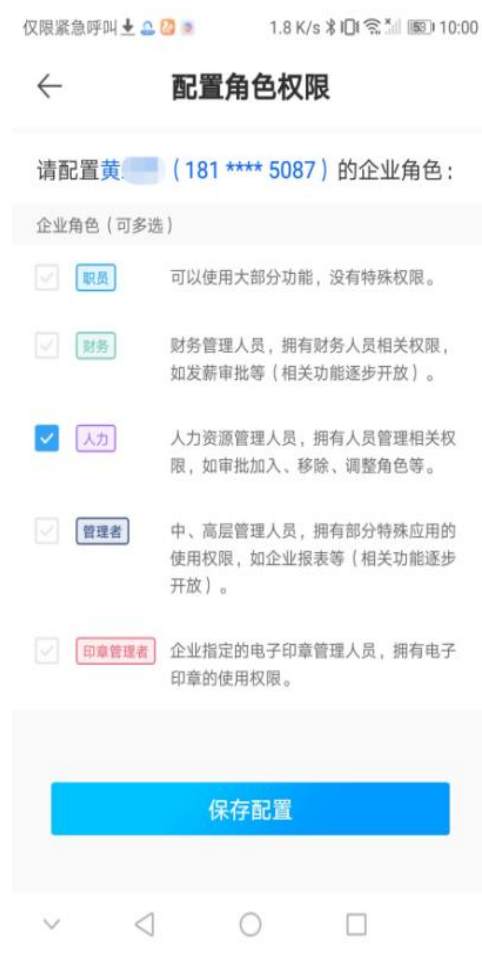 仅限紧急呼叫 1.8 K/s 53 10:00
配置角色权限
请配置黄 (181 **** 5087) 的企业角色:
企业角色(可多选)
职员 可以使用大部分功能,没有特殊权限。
财务 财务管理人员,拥有财务人员相关权限,
如发薪审批等(相关功能逐步开放)。
人力 人力资源管理人员,拥有人员管理相关权
限,如审批加入、移除、调整角色等。
管理者 中、高层管理人员,拥有部分特殊应用的
使用权限,如企业报表等(相关功能逐步
开放)。
印章管理者 企业指定的电子印章管理人员,拥有电子
印章的使用权限。
保存配置